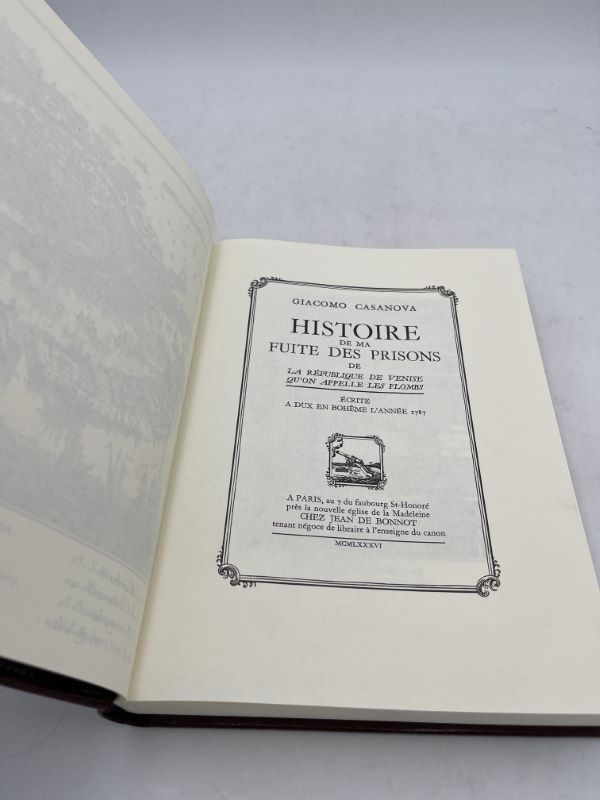 GIACOMO CASANOVA
HISTOIRE
DE MA
FUITE DES PRISONS
DE
LA RÉPUBLIQUE DE VENISE
QU'ON APPELLE LES PLOMBS
ÉCRITE
A DUX EN BOHÊME L'ANNÉE 1787
A PARIS, au 7 du faubourg St-Honoré
près la nouvelle église de la Madeleine
CHEZ JEAN DE BONNOT
tenant négoce de libraire à l'enseigne du canon
MCMLXXXVI